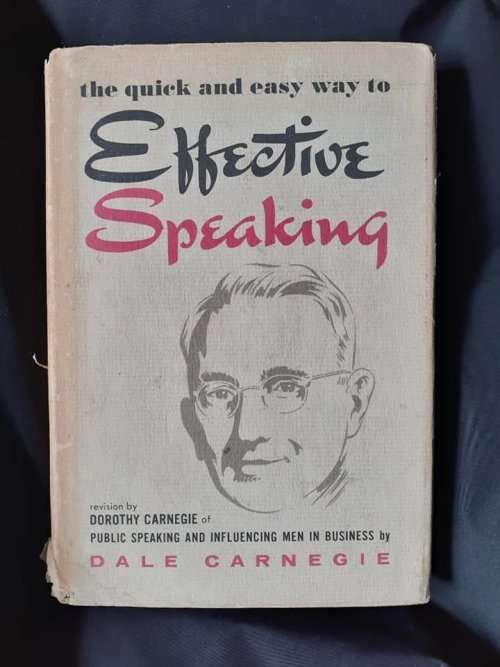 the quick and easy way to
Effective
Speaking
revision by
DOROTHY CARNEGIE of
PUBLIC SPEAKING AND INFLUENCING MEN IN BUSINESS by
DALE CARNEGIE